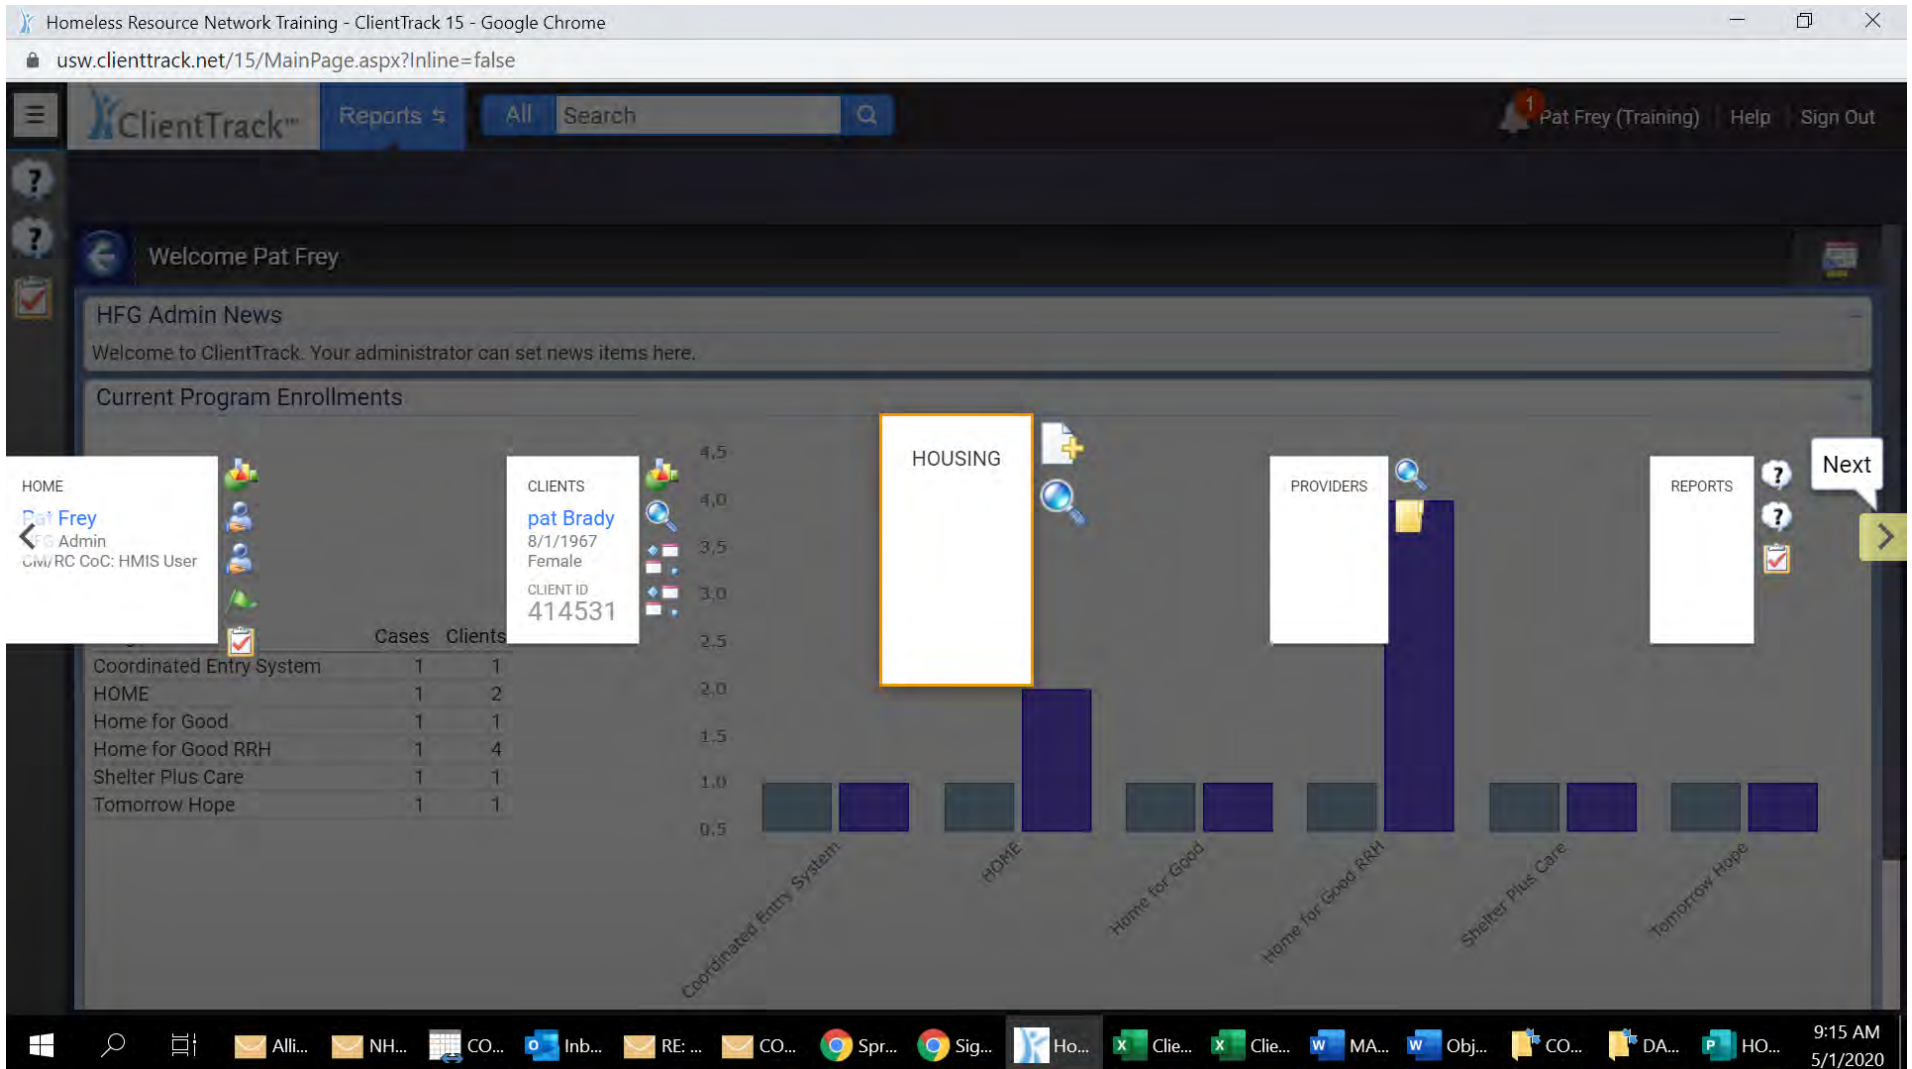 Homeless Resource Network Training - ClientTrack 15 - Google Chrome
usw.clienttrack.net/15/MainPage.aspx?Inline=false
ClientTrack™
Reports
All
Search
1
Pat Frey (Training)
Help
Sign Out
Welcome Pat Frey
HFG Admin News
Welcome to ClientTrack. Your administrator can set news items here.
Current Program Enrollments
HOME
Pat Frey
HFG Admin
CM/RC CoC: HMIS User
CLIENTS
pat Brady
8/1/1967
Female
CLIENT ID
414531
HOUSING
PROVIDERS
REPORTS
Next
Cases Clients
Coordinated Entry System 1 1
HOME 1 2
Home for Good 1 1
Home for Good RRH 1 4
Shelter Plus Care 1 1
Tomorrow Hope 1 1
4.5
4.0
3.5
3.0
2.5
2.0
1.5
1.0
0.5
Coordinated Entry System
HOME
Home for Good
Home for Good RRH
Shelter Plus Care
Tomorrow Hope
Alli...
NH...
CO...
Inb...
RE: ...
CO...
Spr...
Sig...
Ho...
Clie...
Clie...
MA...
Obj...
CO...
DA...
HO...
9:15 AM
5/1/2020